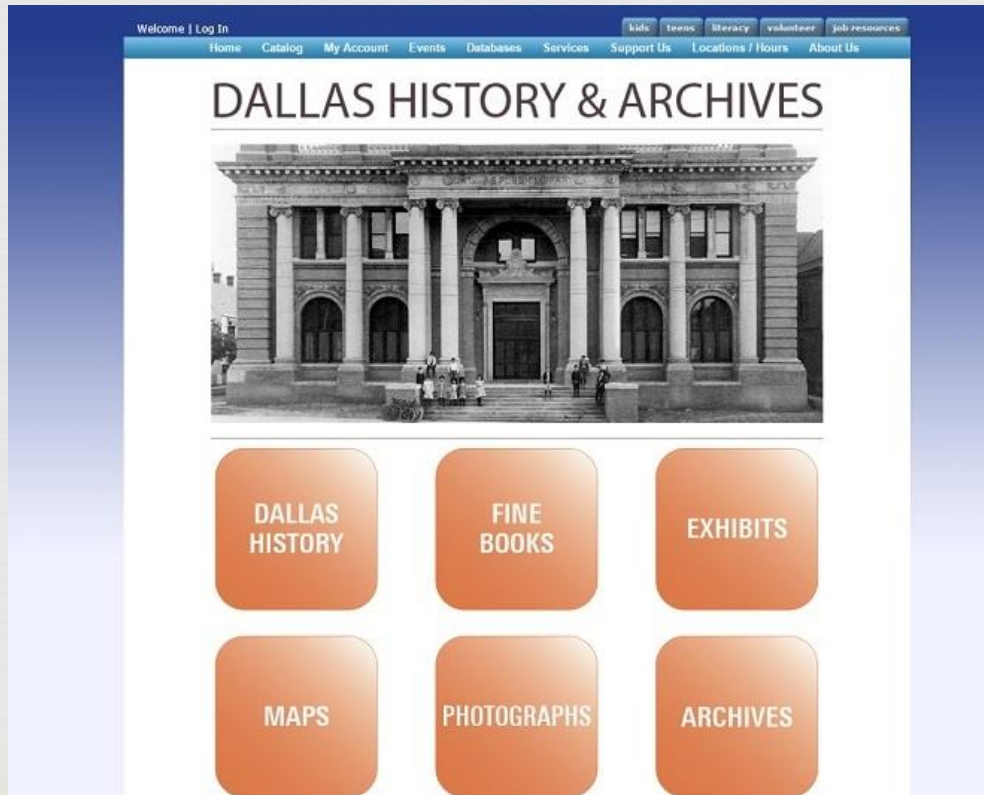 Welcome | Log In
kids teens literacy volunteer job resources
Home Catalog My Account Events Databases Services Support Us Locations / Hours About Us
DALLAS HISTORY & ARCHIVES
DALLAS
HISTORY
FINE
BOOKS
EXHIBITS
MAPS
PHOTOGRAPHS
ARCHIVES